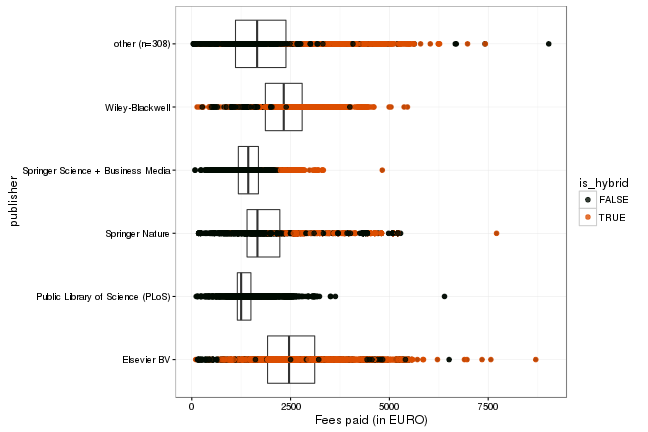 other (n=308)
Wiley-Blackwell
Springer Science + Business Media
Springer Nature
Public Library of Science (PLoS)
Elsevier BV
publisher
0 2500 5000 7500
Fees paid (in EURO)
is_hybrid
FALSE
TRUE